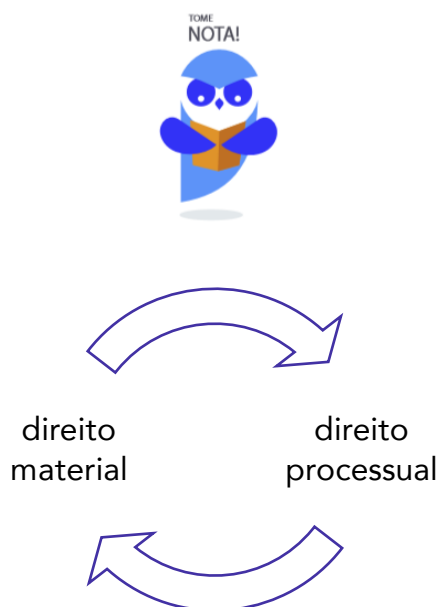 TOME
NOTA!
direito
material
direito
processual